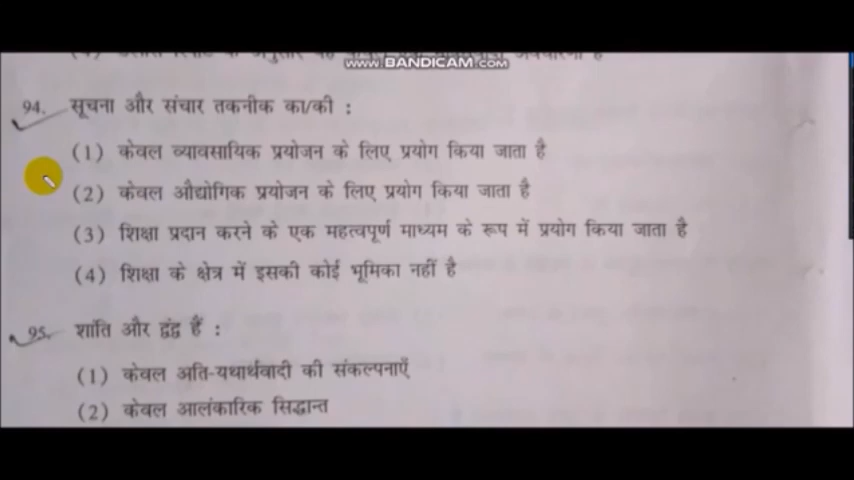 www.BANDICAM.com
94. सूचना और संचार तकनीक का/की :
(1) केवल व्यावसायिक प्रयोजन के लिए प्रयोग किया जाता है
(2) केवल औद्योगिक प्रयोजन के लिए प्रयोग किया जाता है
(3) शिक्षा प्रदान करने के एक महत्वपूर्ण माध्यम के रूप में प्रयोग किया जाता है
(4) शिक्षा के क्षेत्र में इसकी कोई भूमिका नहीं है
95. शांति और द्वंद्व हैं :
(1) केवल अति-यथार्थवादी की संकल्पनाएँ
(2) केवल आलंकारिक सिद्धान्त